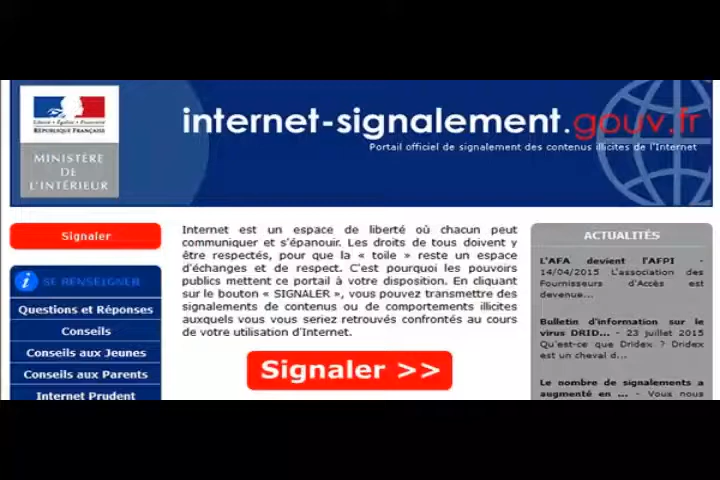 Liberté • Égalité • Fraternité
RÉPUBLIQUE FRANÇAISE
MINISTÈRE
DE
L'INTÉRIEUR
internet-signalement.gouv.fr
Portail officiel de signalement des contenus illicites de l'Internet
Signaler
i SE RENSEIGNER
Questions et Réponses
Conseils
Conseils aux Jeunes
Conseils aux Parents
Internet Prudent
Internet est un espace de liberté où chacun peut
communiquer et s'épanouir. Les droits de tous doivent y
être respectés, pour que la « toile » reste un espace
d'échanges et de respect. C'est pourquoi les pouvoirs
publics mettent ce portail à votre disposition. En cliquant
sur le bouton « SIGNALER », vous pouvez transmettre des
signalements de contenus ou de comportements illicites
auxquels vous vous seriez retrouvés confrontés au cours
de votre utilisation d'Internet.
Signaler >>
ACTUALITÉS
L'AFA devient l'AFPI -
14/04/2015 L'association des
Fournisseurs d'Accès est
devenue...
Bulletin d'information sur le
virus DRID... - 23 juillet 2015
Qu'est-ce que Dridex ? Dridex
est un cheval d...
Le nombre de signalements a
augmenté en ... - Vous nous